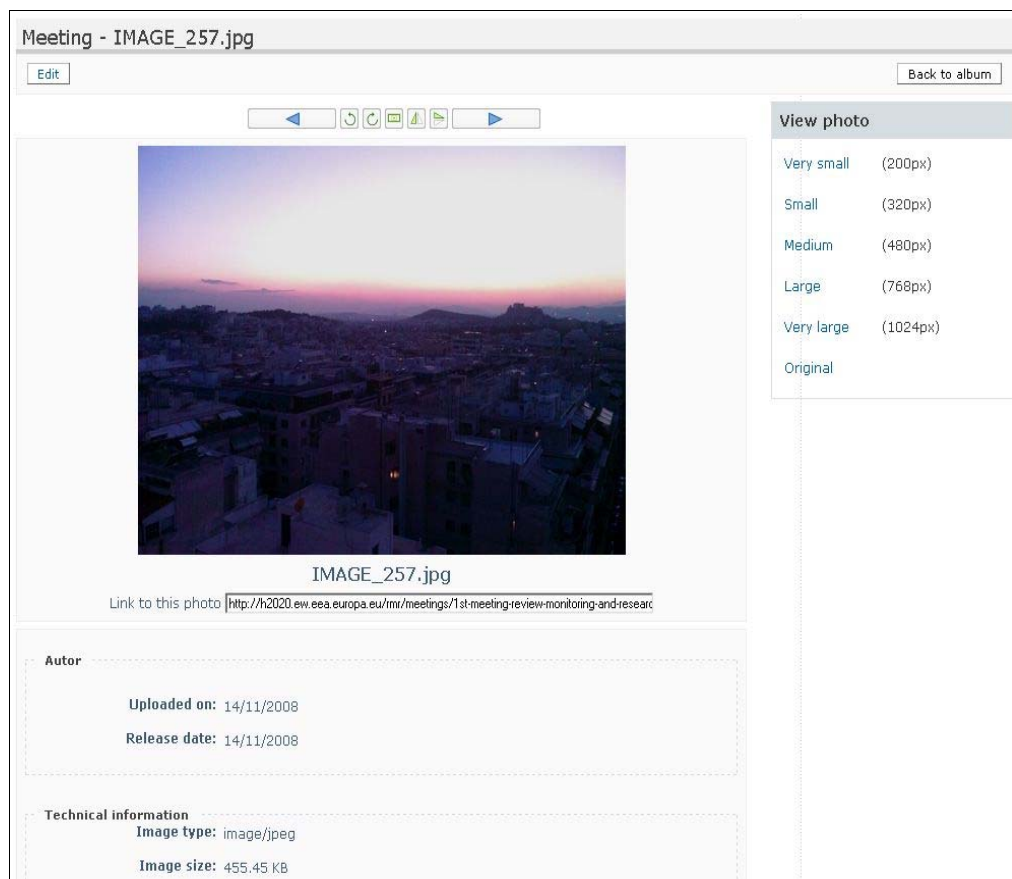 Meeting - IMAGE_257.jpg
Edit
Back to album
View photo
Very small (200px)
Small (320px)
Medium (480px)
Large (768px)
Very large (1024px)
Original
IMAGE_257.jpg
Link to this photo http://h2020.ew.eea.europa.eu/rmr/meetings/1st-meeting-review-monitoring-and-researc
Autor
Uploaded on: 14/11/2008
Release date: 14/11/2008
Technical information
Image type: image/jpeg
Image size: 455.45 KB